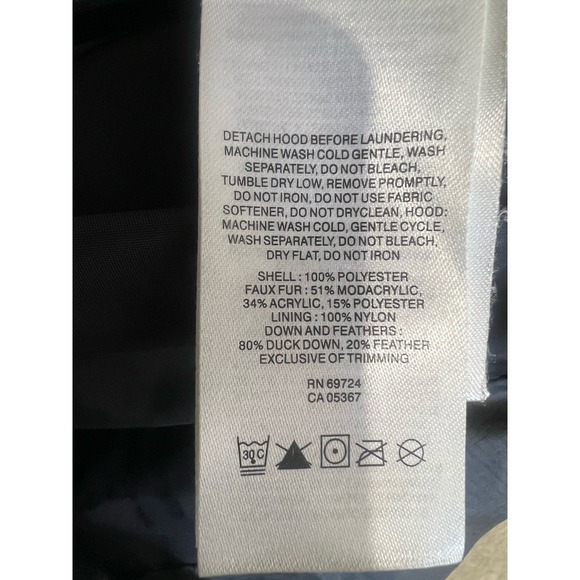 DETACH HOOD BEFORE LAUNDERING,
MACHINE WASH COLD GENTLE, WASH
SEPARATELY, DO NOT BLEACH,
TUMBLE DRY LOW, REMOVE PROMPTLY,
DO NOT IRON, DO NOT USE FABRIC
SOFTENER, DO NOT DRYCLEAN, HOOD:
MACHINE WASH COLD, GENTLE CYCLE,
WASH SEPARATELY, DO NOT BLEACH,
DRY FLAT, DO NOT IRON
SHELL : 100% POLYESTER
FAUX FUR : 51% MODACRYLIC,
34% ACRYLIC, 15% POLYESTER
LINING : 100% NYLON
DOWN AND FEATHERS :
80% DUCK DOWN, 20% FEATHER
EXCLUSIVE OF TRIMMING
RN 69724
CA 05367
30 C